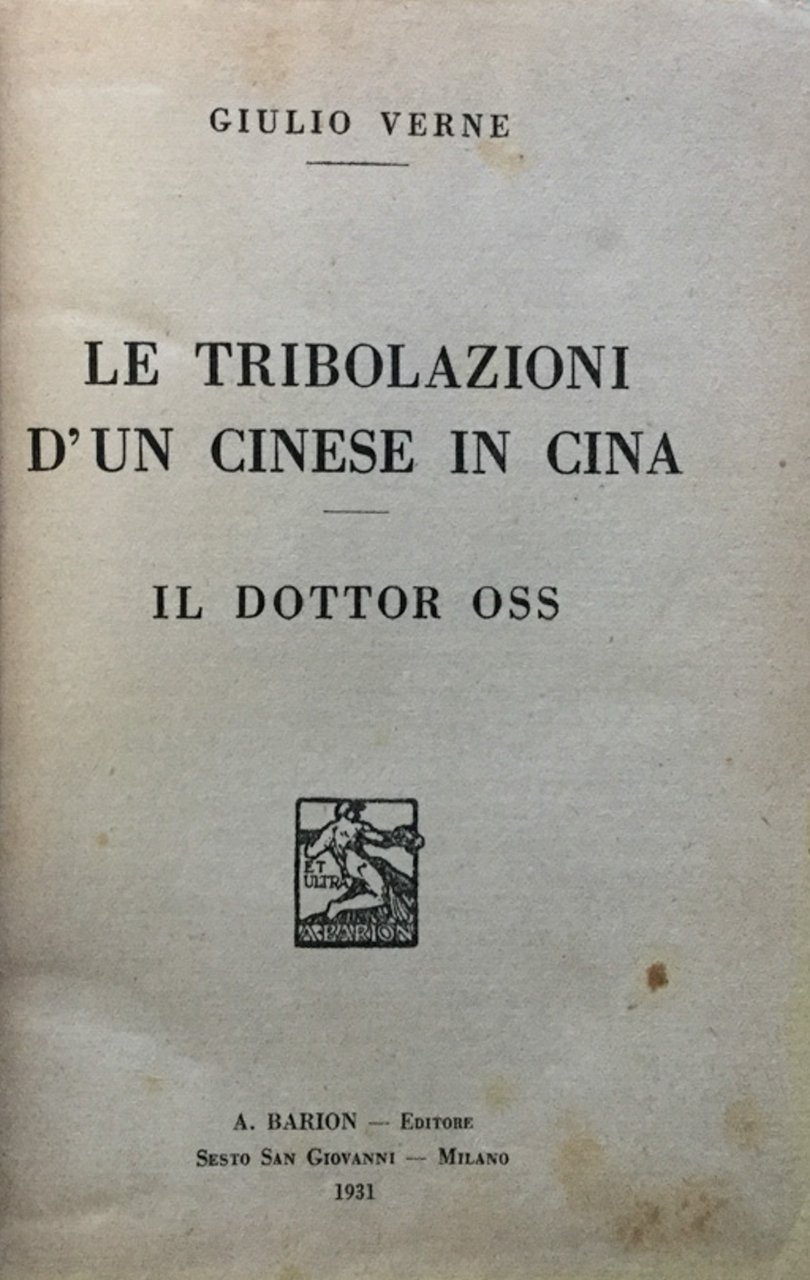 GIULIO VERNE
LE TRIBOLAZIONI
D'UN CINESE IN CINA
IL DOTTOR OSS
ET
ULTRA
A. BARION
A. BARION — EDITORE
SESTO SAN GIOVANNI — MILANO
1931